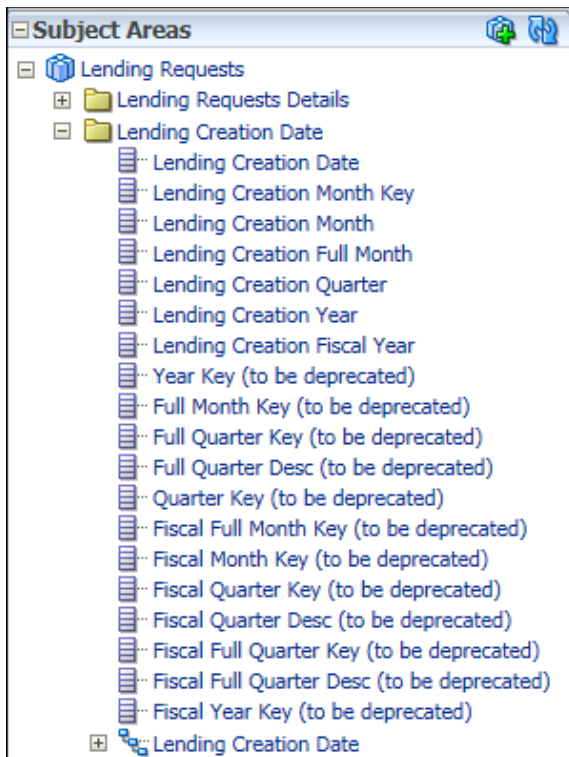 Subject Areas
Lending Requests
Lending Requests Details
Lending Creation Date
Lending Creation Date
Lending Creation Month Key
Lending Creation Month
Lending Creation Full Month
Lending Creation Quarter
Lending Creation Year
Lending Creation Fiscal Year
Year Key (to be deprecated)
Full Month Key (to be deprecated)
Full Quarter Key (to be deprecated)
Full Quarter Desc (to be deprecated)
Quarter Key (to be deprecated)
Fiscal Full Month Key (to be deprecated)
Fiscal Month Key (to be deprecated)
Fiscal Quarter Key (to be deprecated)
Fiscal Quarter Desc (to be deprecated)
Fiscal Full Quarter Key (to be deprecated)
Fiscal Full Quarter Desc (to be deprecated)
Fiscal Year Key (to be deprecated)
Lending Creation Date